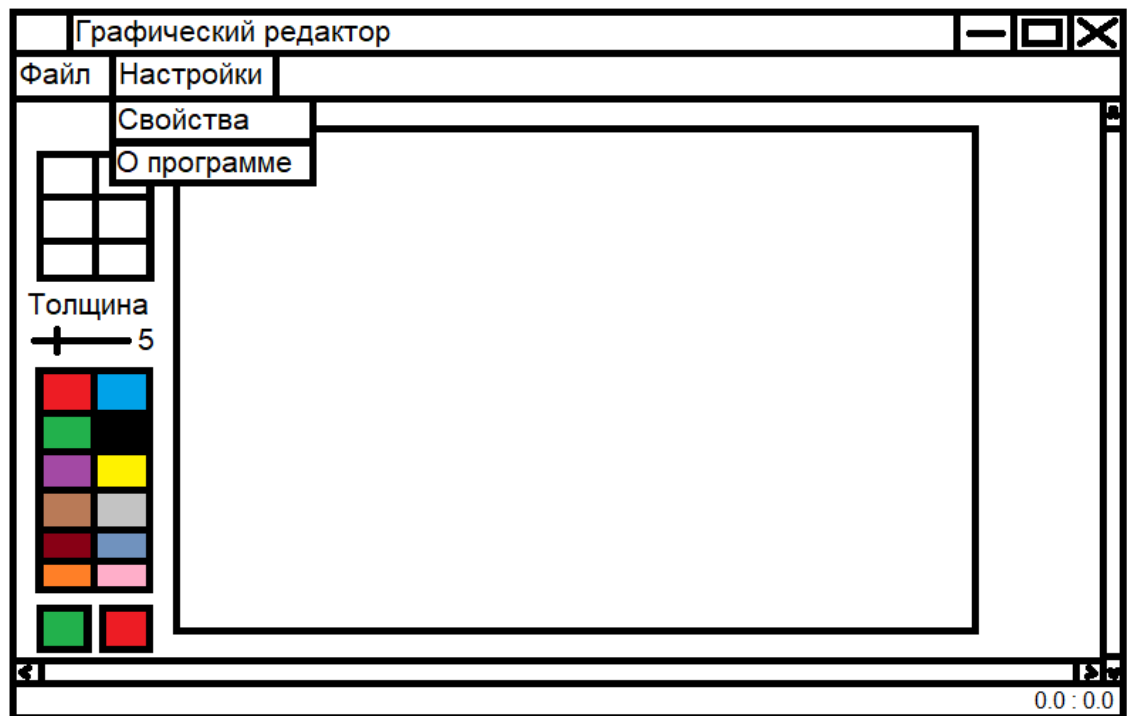 Графический редактор
Файл Настройки
Свойства
О программе
Толщина
5
0.0 : 0.0